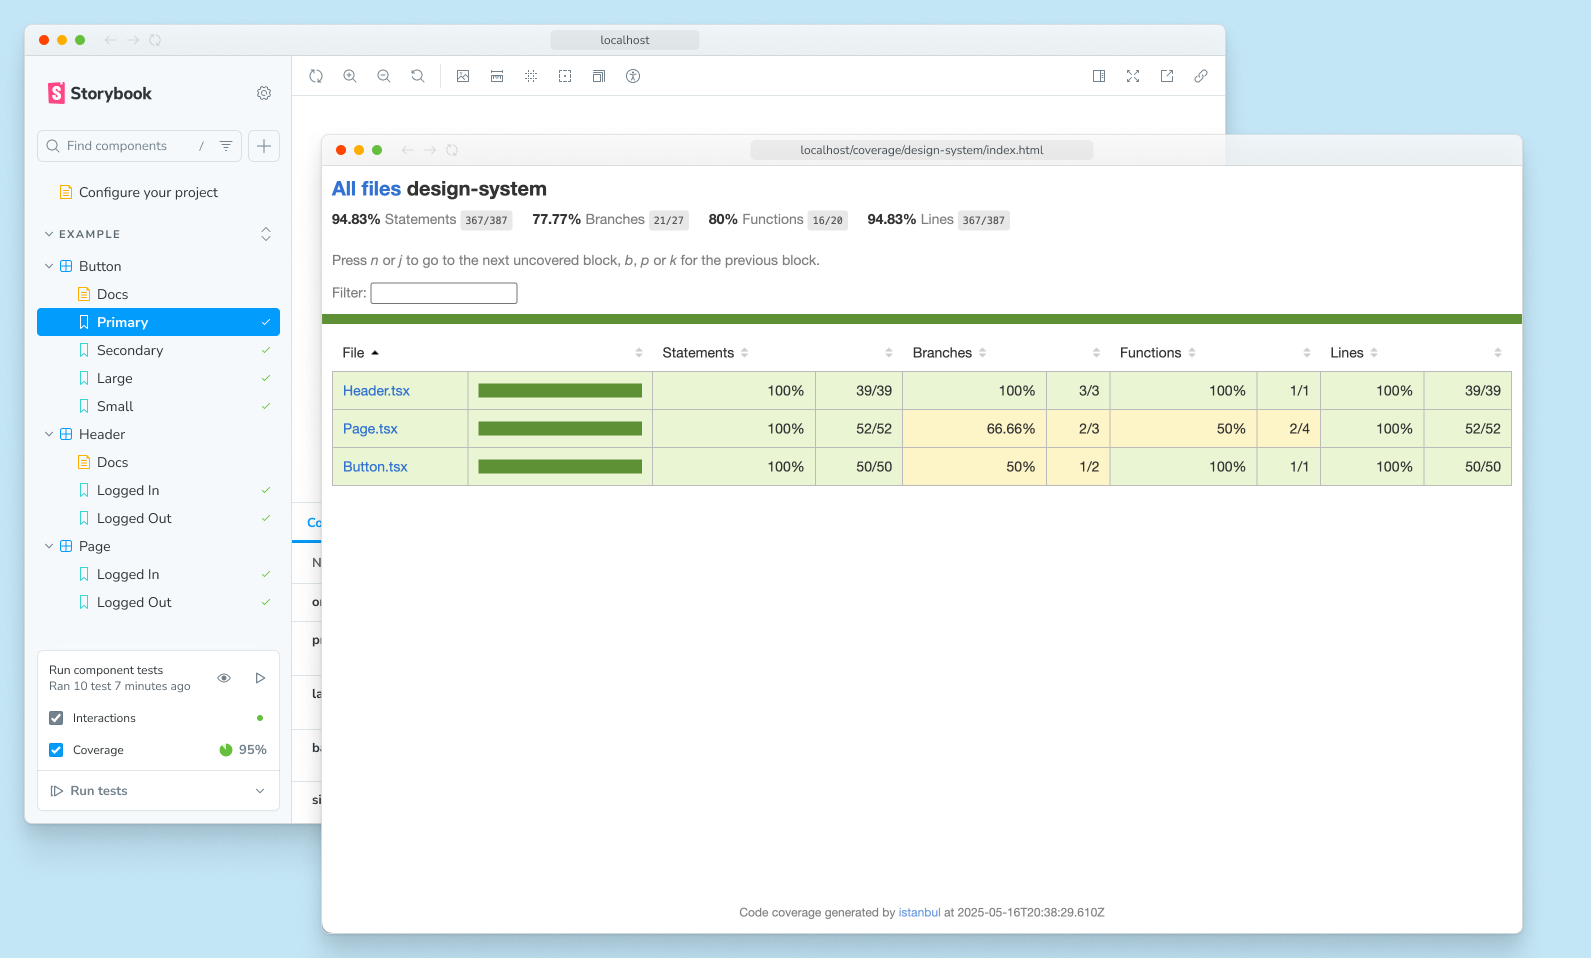 localhost
Storybook
Find components /
Configure your project
EXAMPLE
Button
Docs
Primary
Secondary
Large
Small
Header
Docs
Logged In
Logged Out
Page
Logged In
Logged Out
Run component tests
Ran 10 test 7 minutes ago
Interactions
Coverage 95%
Run tests
localhost/coverage/design-system/index.html
All files design-system
94.83% Statements 367/387 77.77% Branches 21/27 80% Functions 16/20 94.83% Lines 367/387
Press n or j to go to the next uncovered block, b, p or k for the previous block.
Filter:
File Statements Branches Functions Lines
Header.tsx 100% 39/39 100% 3/3 100% 1/1 100% 39/39
Page.tsx 100% 52/52 66.66% 2/3 50% 2/4 100% 52/52
Button.tsx 100% 50/50 50% 1/2 100% 1/1 100% 50/50
Code coverage generated by istanbul at 2025-05-16T20:38:29.610Z